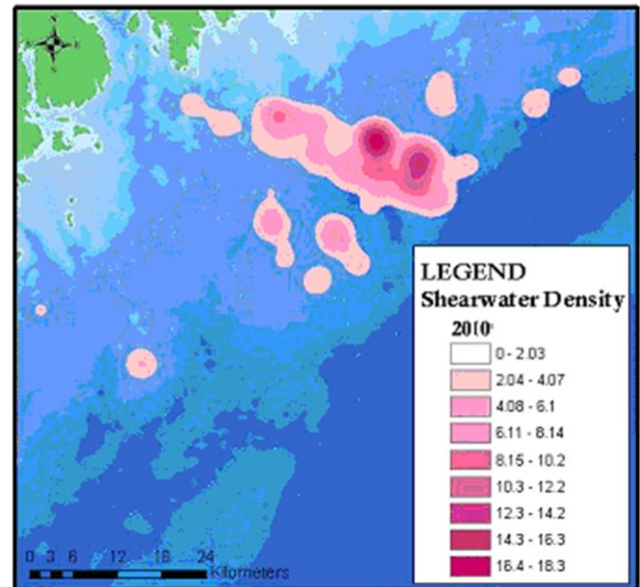 LEGEND
Shearwater Density
2010
0 - 2.03
2.04 - 4.07
4.08 - 6.1
6.11 - 8.14
8.15 - 10.2
10.3 - 12.2
12.3 - 14.2
14.3 - 16.3
16.4 - 18.3
0 3 6 12 18 24
Kilometers